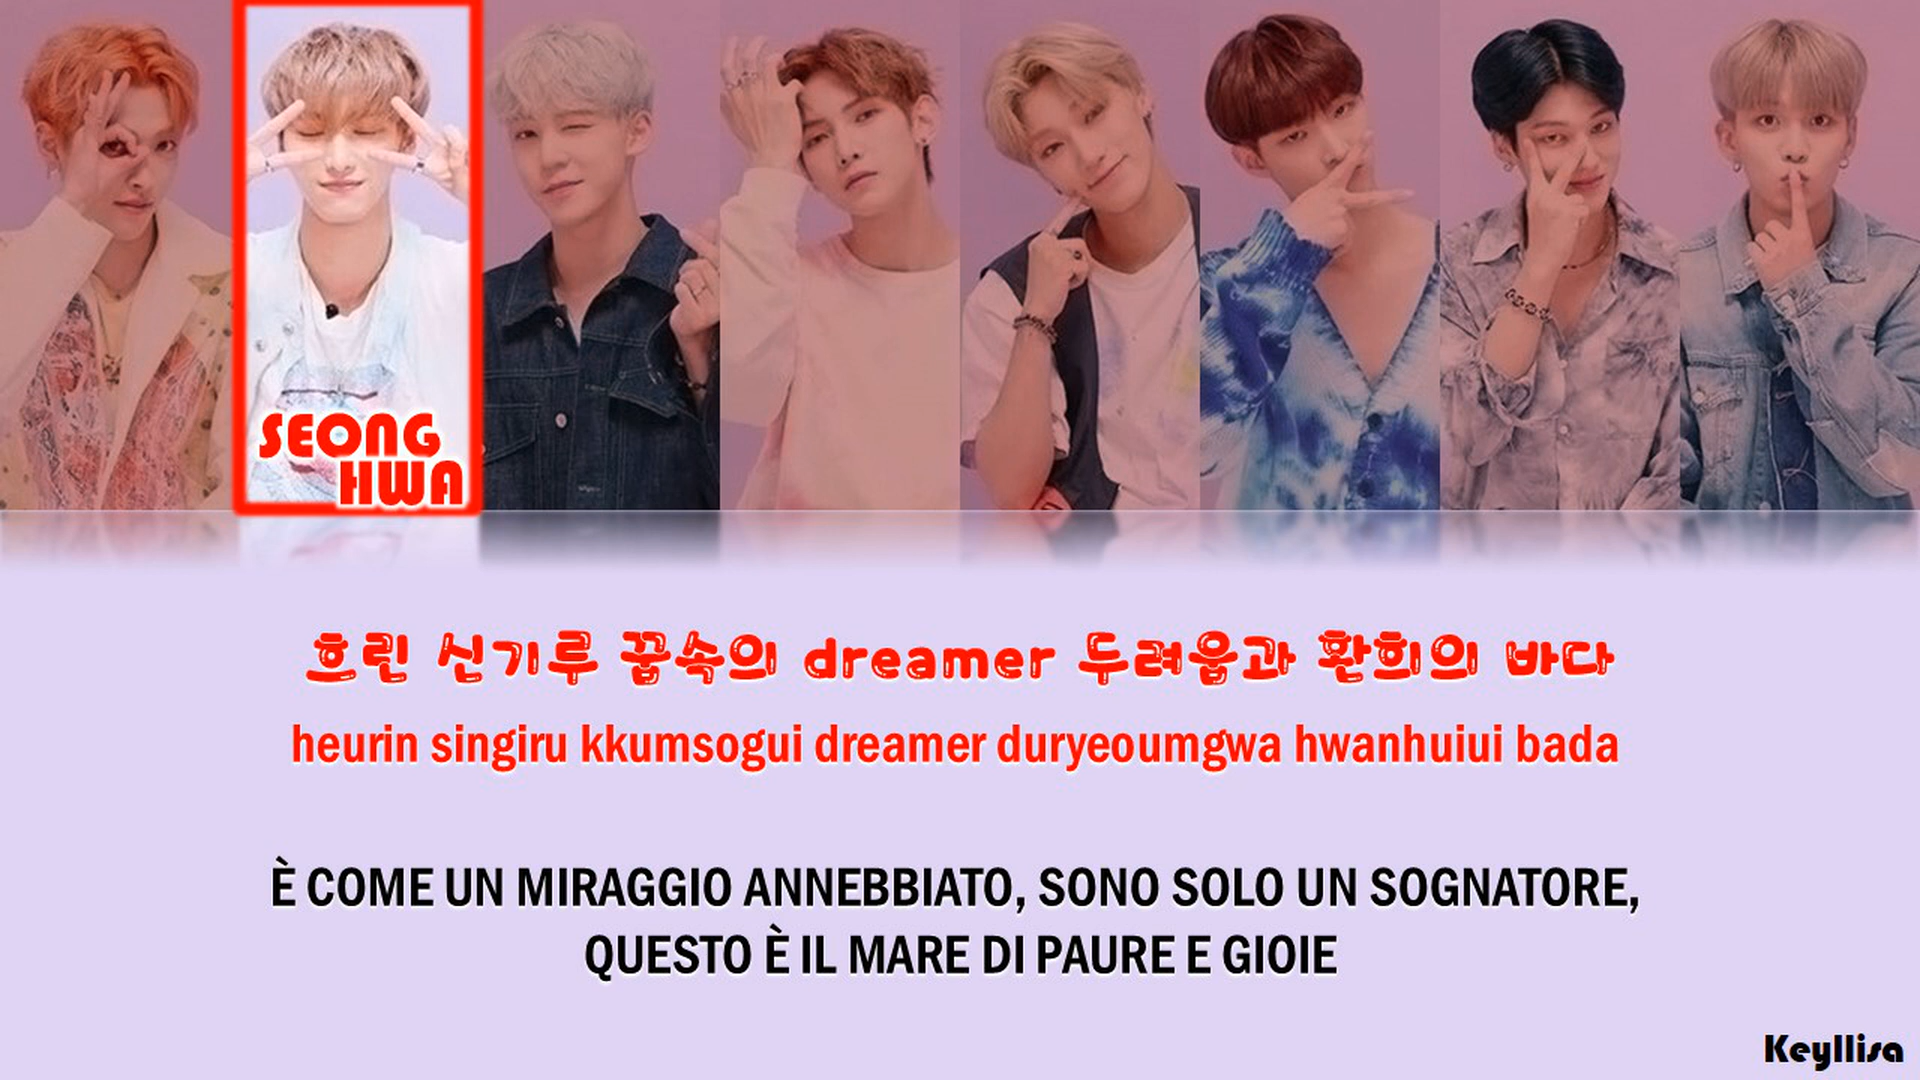 SEONG
HWA
흐린 신기루 꿈속의 dreamer 두려움과 환희의 바다
heurin singiru kkumsogui dreamer duryeoumgwa hwanhuiui bada
È COME UN MIRAGGIO ANNEBBIATO, SONO SOLO UN SOGNATORE,
QUESTO È IL MARE DI PAURE E GIOIE
Keyllisa